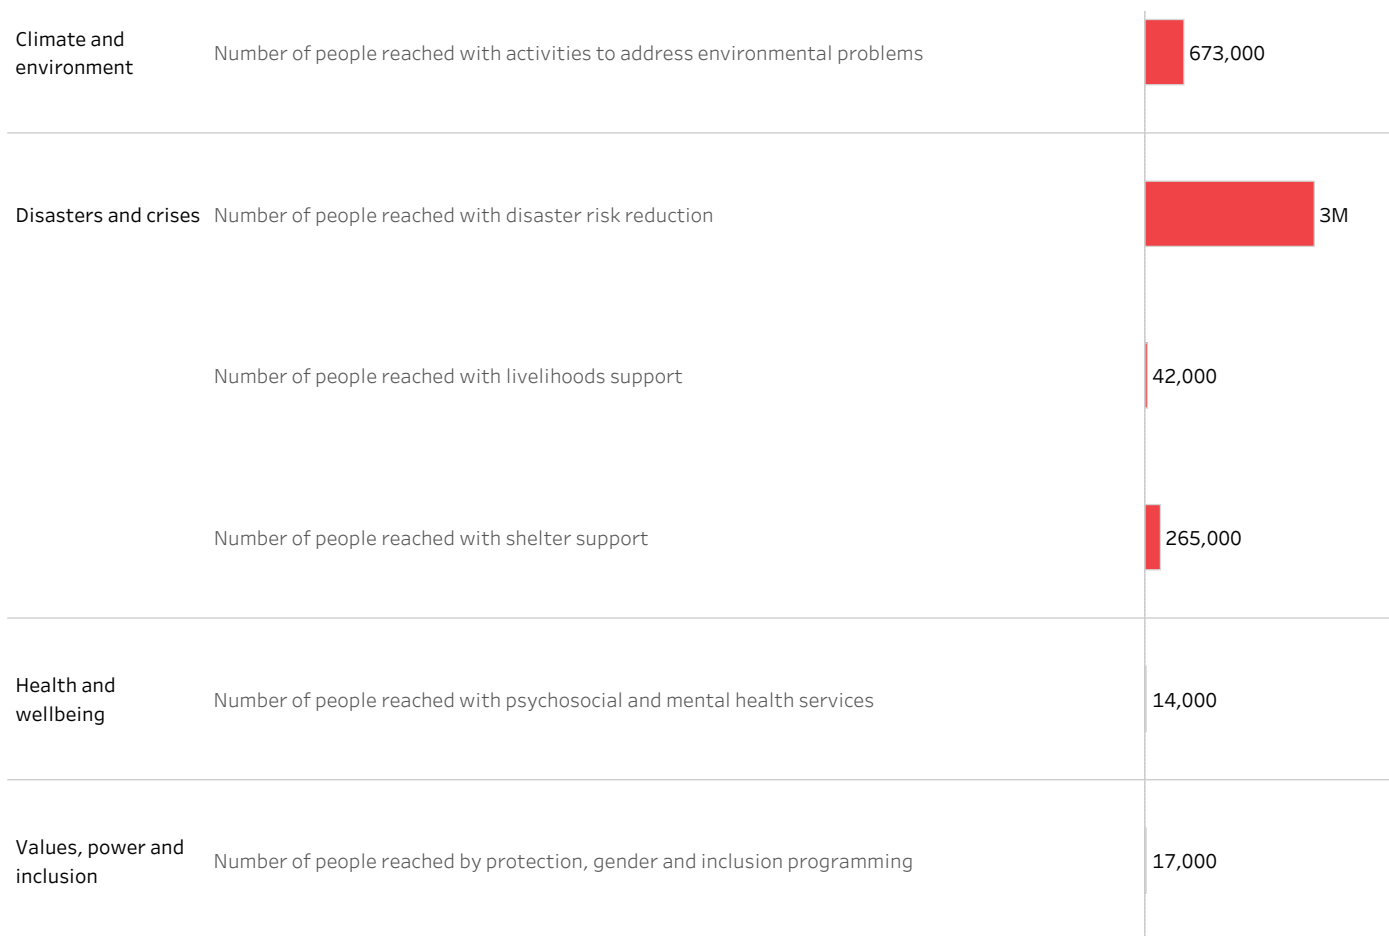 Climate and
environment
Number of people reached with activities to address environmental problems
673,000
Disasters and crises
Number of people reached with disaster risk reduction
3M
Number of people reached with livelihoods support
42,000
Number of people reached with shelter support
265,000
Health and
wellbeing
Number of people reached with psychosocial and mental health services
14,000
Values, power and
inclusion
Number of people reached by protection, gender and inclusion programming
17,000